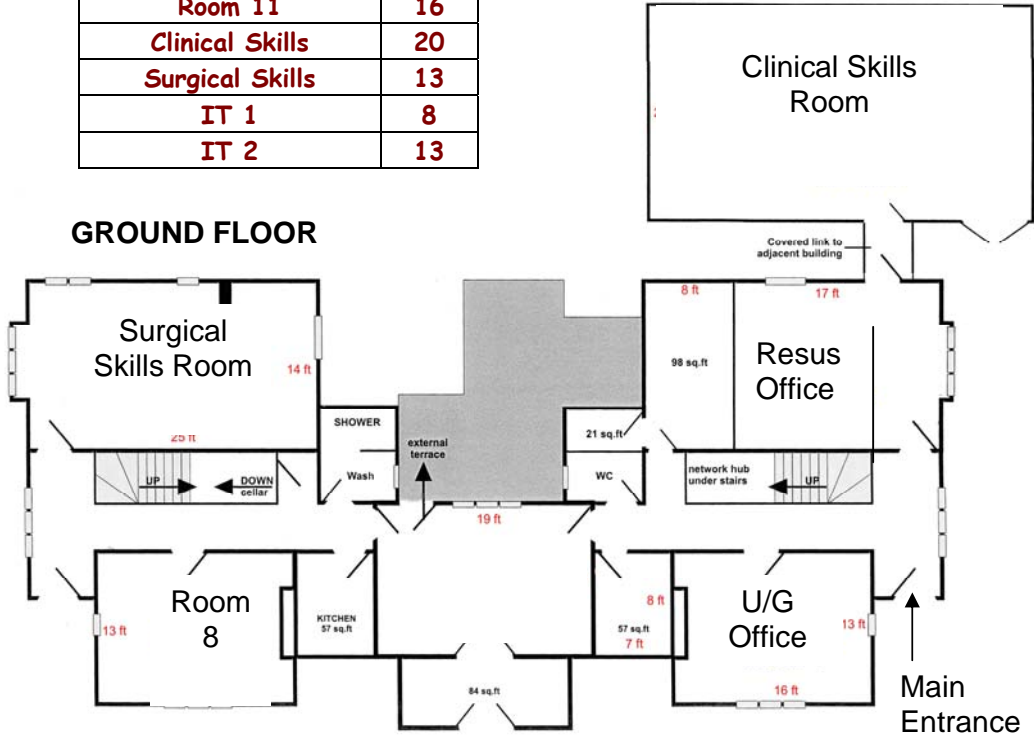 Room 11 16
Clinical Skills 20
Surgical Skills 13
IT 1 8
IT 2 13
Clinical Skills
Room
GROUND FLOOR
Covered link to
adjacent building
8 ft
17 ft
Surgical
Skills Room
14 ft
25 ft
98 sq.ft
Resus
Office
SHOWER
external
terrace
21 sq.ft
UP
DOWN
cellar
Wash
WC
network hub
under stairs
UP
19 ft
Room
8
13 ft
KITCHEN
57 sq.ft
8 ft
57 sq.ft
7 ft
U/G
Office
13 ft
16 ft
84 sq.ft
Main
Entrance